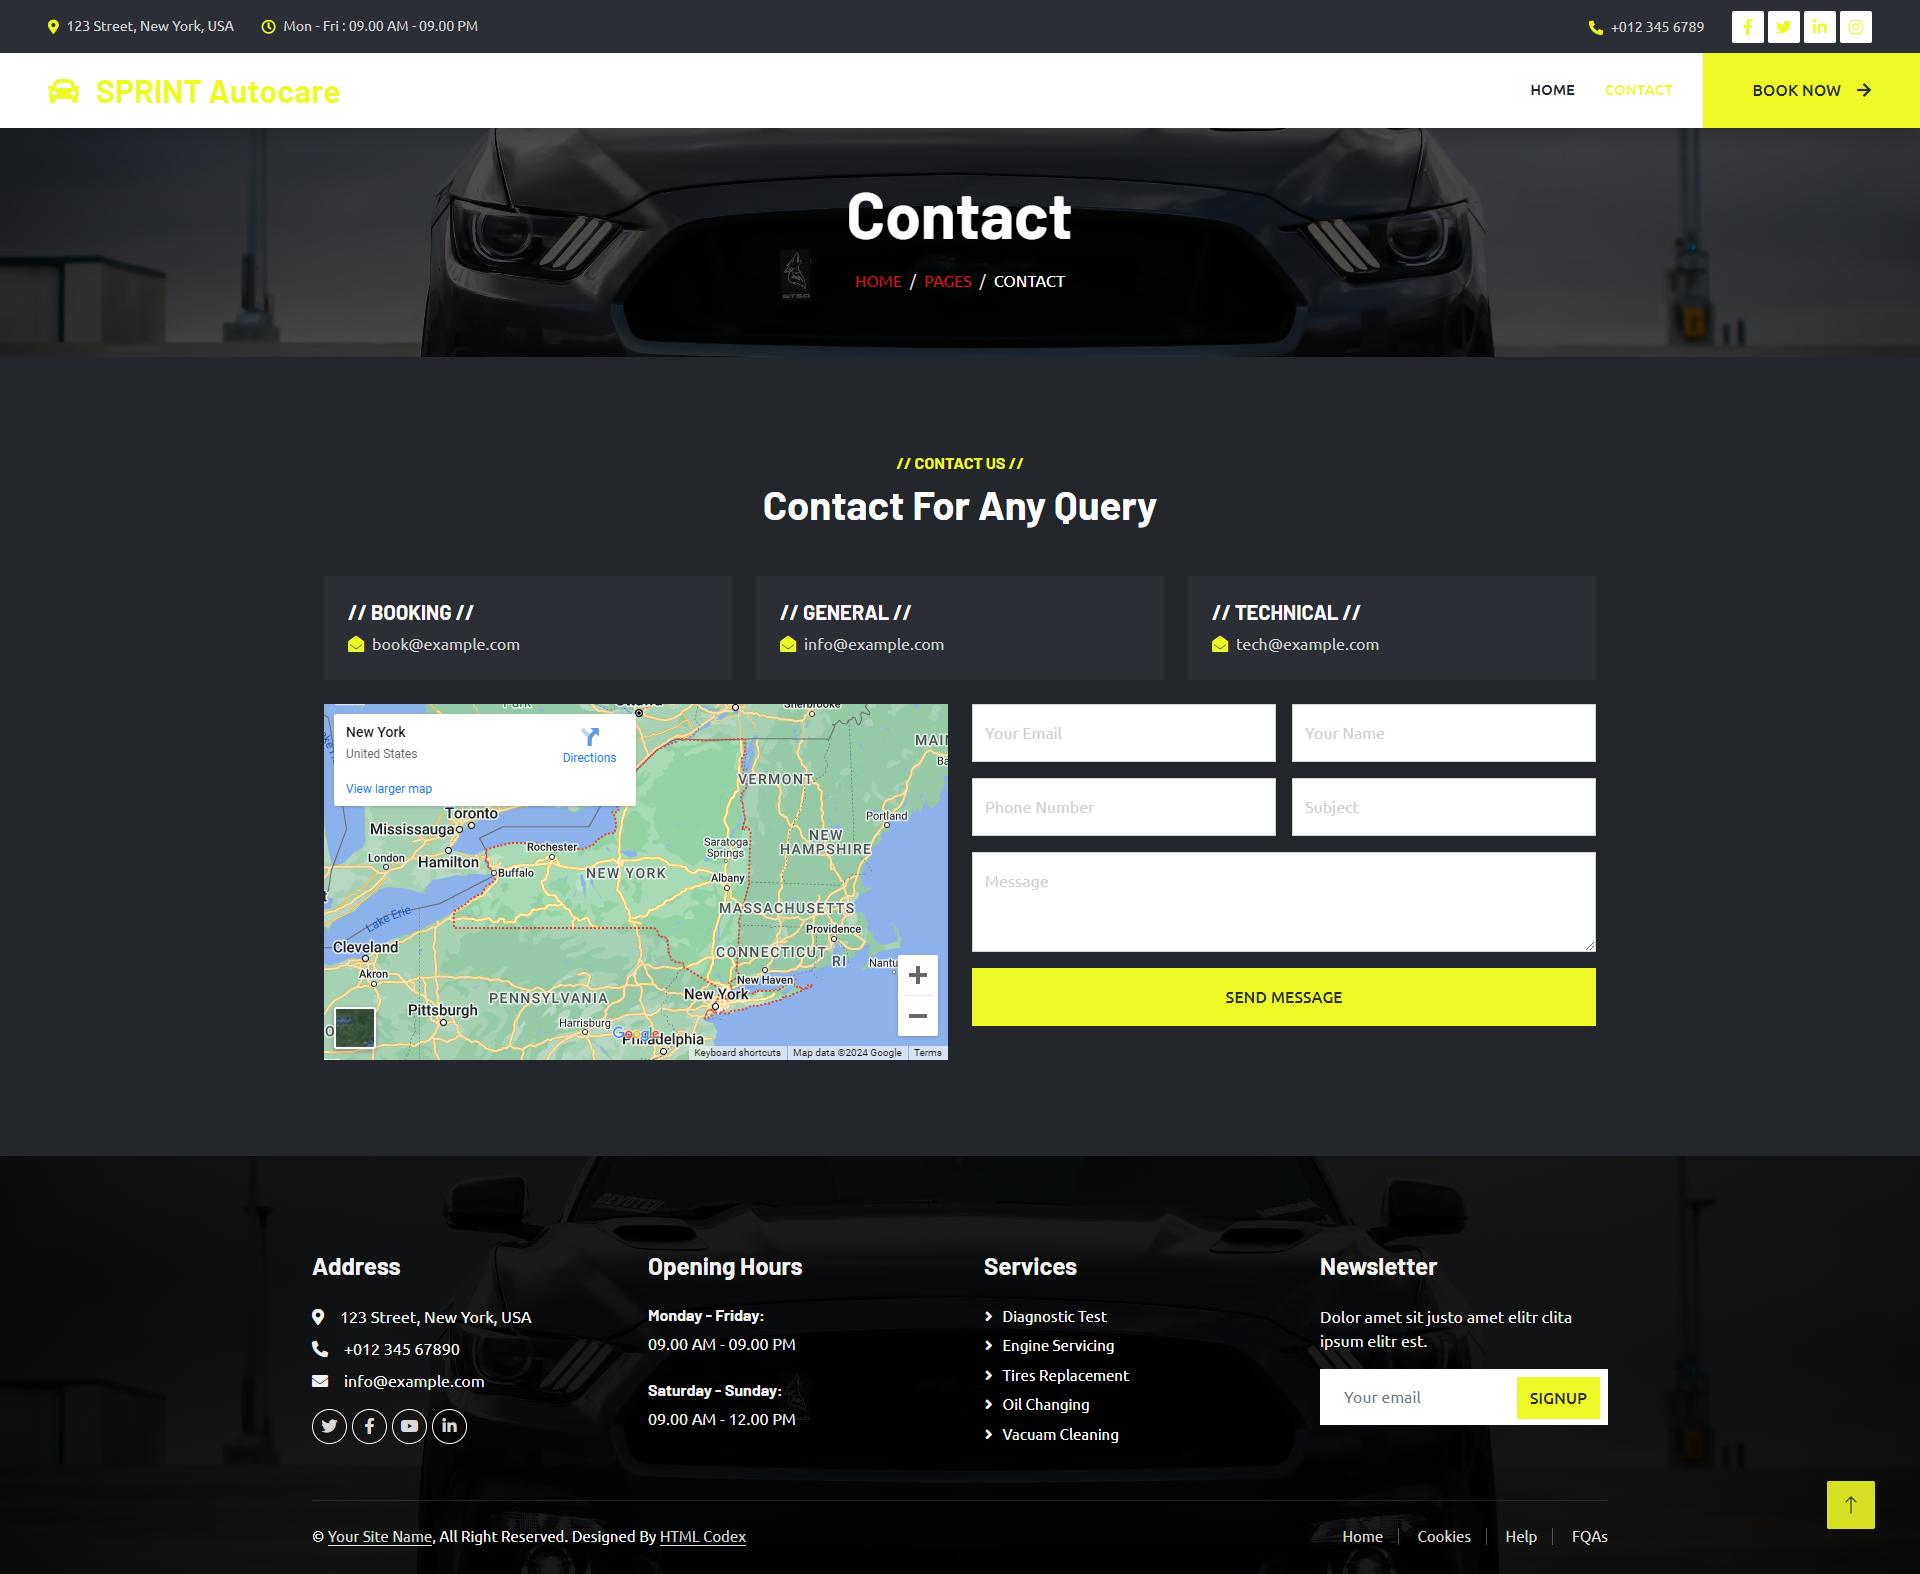 123 Street, New York, USA
Mon - Fri : 09.00 AM - 09.00 PM
+012 345 6789
SPRINT Autocare
HOME
CONTACT
BOOK NOW
Contact
HOME / PAGES / CONTACT
// CONTACT US //
Contact For Any Query
// BOOKING //
book@example.com
// GENERAL //
info@example.com
// TECHNICAL //
tech@example.com
New York
United States
Directions
View larger map
Sherbrooke
VERMONT
Toronto
Mississauga
Portland
Rochester
Saratoga
Springs
NEW
HAMPSHIRE
London
Hamilton
Buffalo
NEW YORK
Albany
MASSACHUSETTS
Lake Erie
Providence
Cleveland
CONNECTICUT
RI
Akron
New Haven
PENNSYLVANIA
New York
Pittsburgh
Harrisburg
Google
Philadelphia
Keyboard shortcuts
Map data ©2024 Google
Terms
Your Email
Your Name
Phone Number
Subject
Message
SEND MESSAGE
DEVOTED
Address
123 Street, New York, USA
+012 345 67890
info@example.com
Opening Hours
Monday - Friday:
09.00 AM - 09.00 PM
Saturday - Sunday:
09.00 AM - 12.00 PM
Services
Diagnostic Test
Engine Servicing
Tires Replacement
Oil Changing
Vacuam Cleaning
Newsletter
Dolor amet sit justo amet elitr clita
ipsum elitr est.
Your email
SIGNUP
© Your Site Name, All Right Reserved. Designed By HTML Codex
Home
Cookies
Help
FQAs